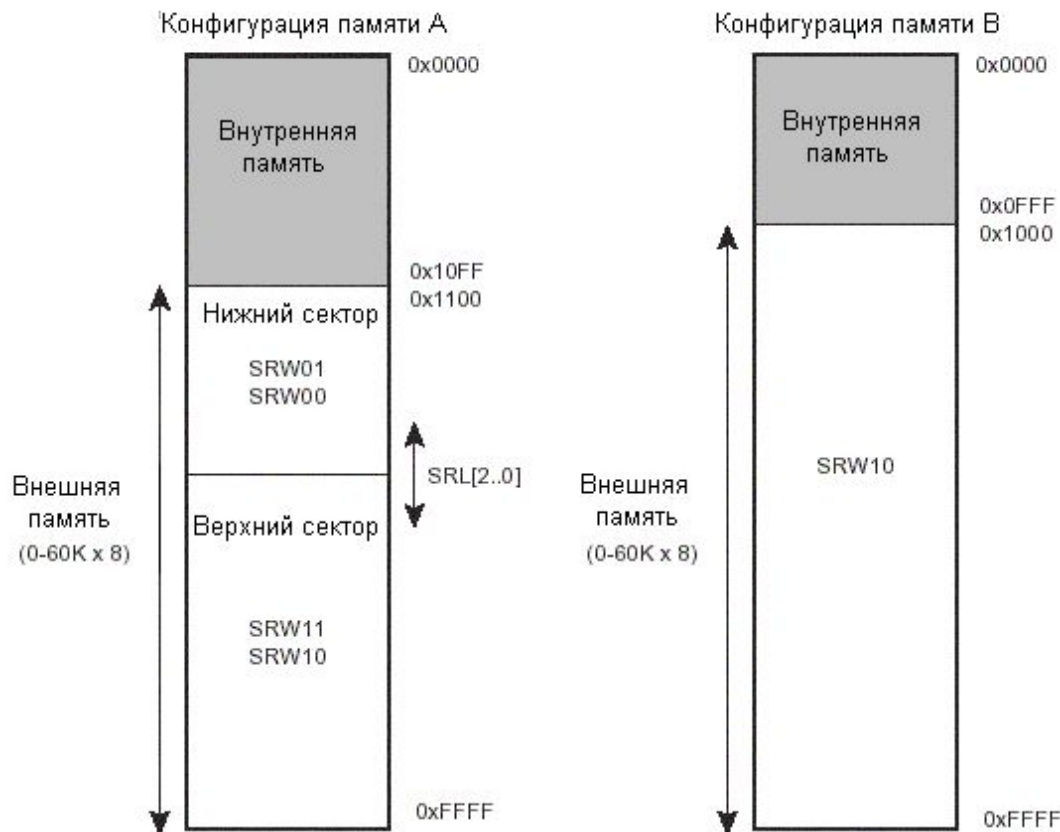 Конфигурация памяти A
0x0000
Внутренняя
память
0x10FF
0x1100
Нижний сектор
SRW01
SRW00
SRL[2..0]
Внешняя
память
(0-60K x 8)
Верхний сектор
SRW11
SRW10
0xFFFF
Конфигурация памяти B
0x0000
Внутренняя
память
0x0FFF
0x1000
SRW10
Внешняя
память
(0-60K x 8)
0xFFFF